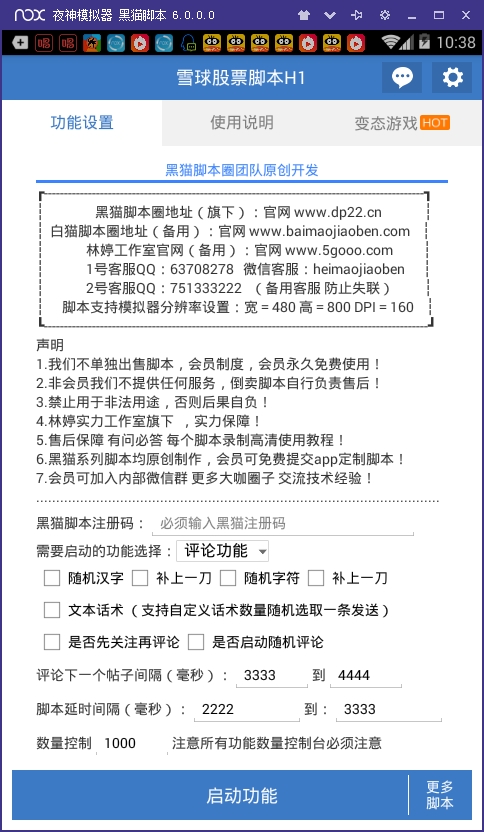 nox 夜神模拟器 黑猫脚本 6.0.0.0
10:38
雪球股票脚本H1
功能设置 使用说明 变态游戏 HOT
黑猫脚本圈团队原创开发
黑猫脚本圈地址（旗下）：官网 www.dp22.cn
白猫脚本圈地址（备用）：官网 www.baimaojiaoben.com
林婷工作室官网（备用）：官网 www.5gooo.com
1号客服QQ：63708278 微信客服：heimaojiaoben
2号客服QQ：751333222 （备用客服 防止失联）
脚本支持模拟器分辨率设置：宽 = 480 高 = 800 DPI = 160
声明
1.我们不单独出售脚本，会员制度，会员永久免费使用！
2.非会员我们不提供任何服务，倒卖脚本自行负责售后！
3.禁止用于非法用途，否则后果自负！
4.林婷实力工作室旗下 ，实力保障！
5.售后保障 有问必答 每个脚本录制高清使用教程！
6.黑猫系列脚本均原创制作，会员可免费提交app定制脚本！
7.会员可加入内部微信群 更多大咖圈子 交流技术经验！
黑猫脚本注册码： 必须输入黑猫注册码
需要启动的功能选择： 评论功能
随机汉字 补上一刀 随机字符 补上一刀
文本话术（支持自定义话术数量随机选取一条发送）
是否先关注再评论 是否启动随机评论
评论下一个帖子间隔（毫秒）： 3333 到 4444
脚本延时间隔（毫秒）： 2222 到： 3333
数量控制 1000 注意所有功能数量控制台必须注意
启动功能 更多
脚本